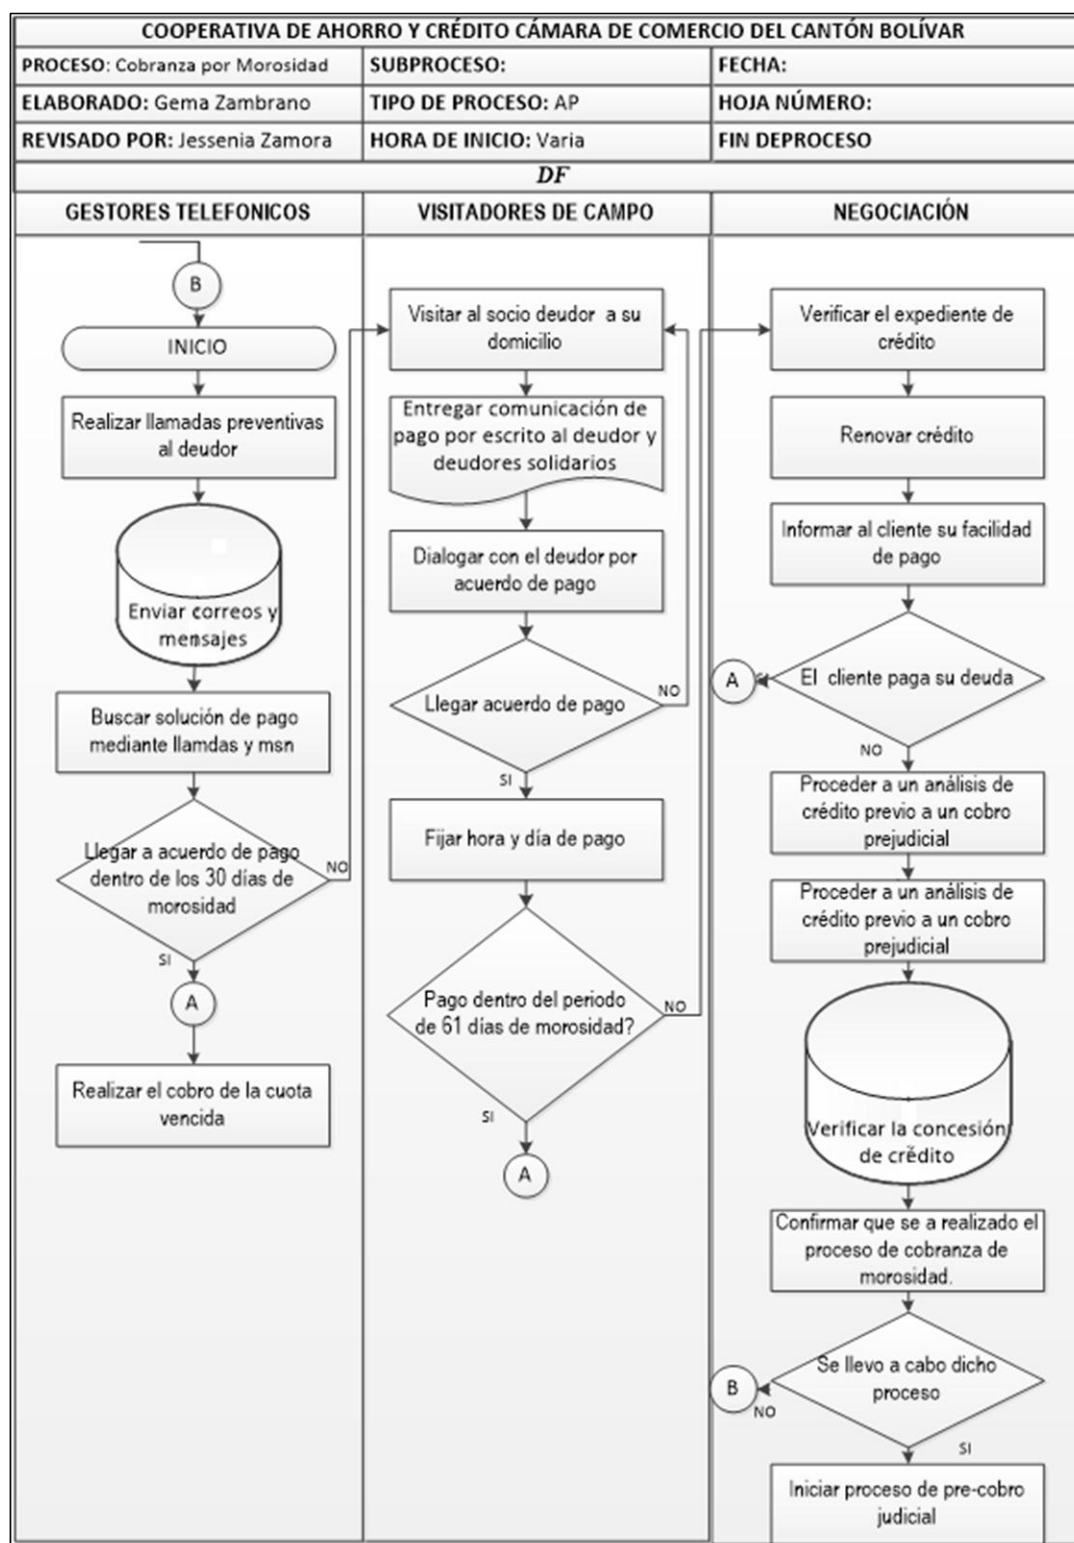 COOPERATIVA DE AHORRO Y CRÉDITO CÁMARA DE COMERCIO DEL CANTÓN BOLÍVAR
PROCESO: Cobranza por Morosidad
SUBPROCESO:
FECHA:
ELABORADO: Gema Zambrano
TIPO DE PROCESO: AP
HOJA NÚMERO:
REVISADO POR: Jessenia Zamora
HORA DE INICIO: Varia
FIN DEPROCESO
DF
GESTORES TELEFONICOS
VISITADORES DE CAMPO
NEGOCIACIÓN
B
INICIO
Realizar llamadas preventivas
al deudor
Enviar correos y
mensajes
Buscar solución de pago
mediante llamdas y msn
Llegar a acuerdo de pago
dentro de los 30 días de
morosidad
NO
SI
A
Realizar el cobro de la cuota
vencida
Visitar al socio deudor a su
domicilio
Entregar comunicación de
pago por escrito al deudor y
deudores solidarios
Dialogar con el deudor por
acuerdo de pago
Llegar acuerdo de pago
NO
SI
Fijar hora y día de pago
Pago dentro del periodo
de 61 días de morosidad?
NO
SI
A
Verificar el expediente de
crédito
Renovar crédito
Informar al cliente su facilidad
de pago
El cliente paga su deuda
SI
A
NO
Proceder a un análisis de
crédito previo a un cobro
prejudicial
Proceder a un análisis de
crédito previo a un cobro
prejudicial
Verificar la concesión
de crédito
Confirmar que se a realizado el
proceso de cobranza de
morosidad.
Se llevo a cabo dicho
proceso
B
NO
SI
Iniciar proceso de pre-cobro
judicial